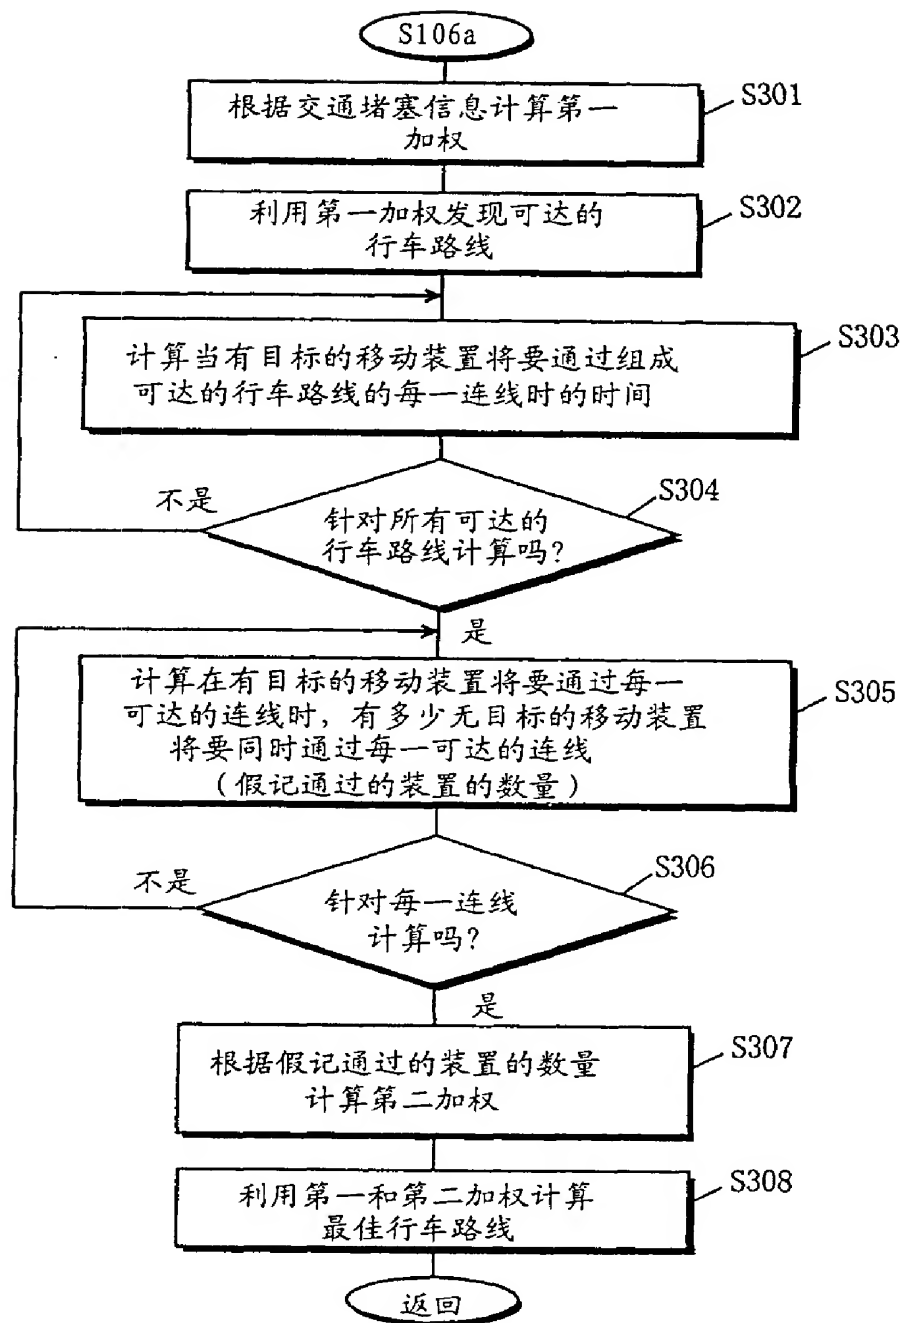 S106a
根据交通堵塞信息计算第一
加权
S301
利用第一加权发现可达的
行车路线
S302
计算当有目标的移动装置将要通过组成
可达的行车路线的每一连线时的时间
S303
不是
针对所有可达的
行车路线计算吗?
S304
是
计算在有目标的移动装置将要通过每一
可达的连线时,有多少无目标的移动装置
将要同时通过每一可达的连线
(假记通过的装置的数量)
S305
不是
针对每一连线
计算吗?
S306
是
根据假记通过的装置的数量
计算第二加权
S307
利用第一和第二加权计算
最佳行车路线
S308
返回